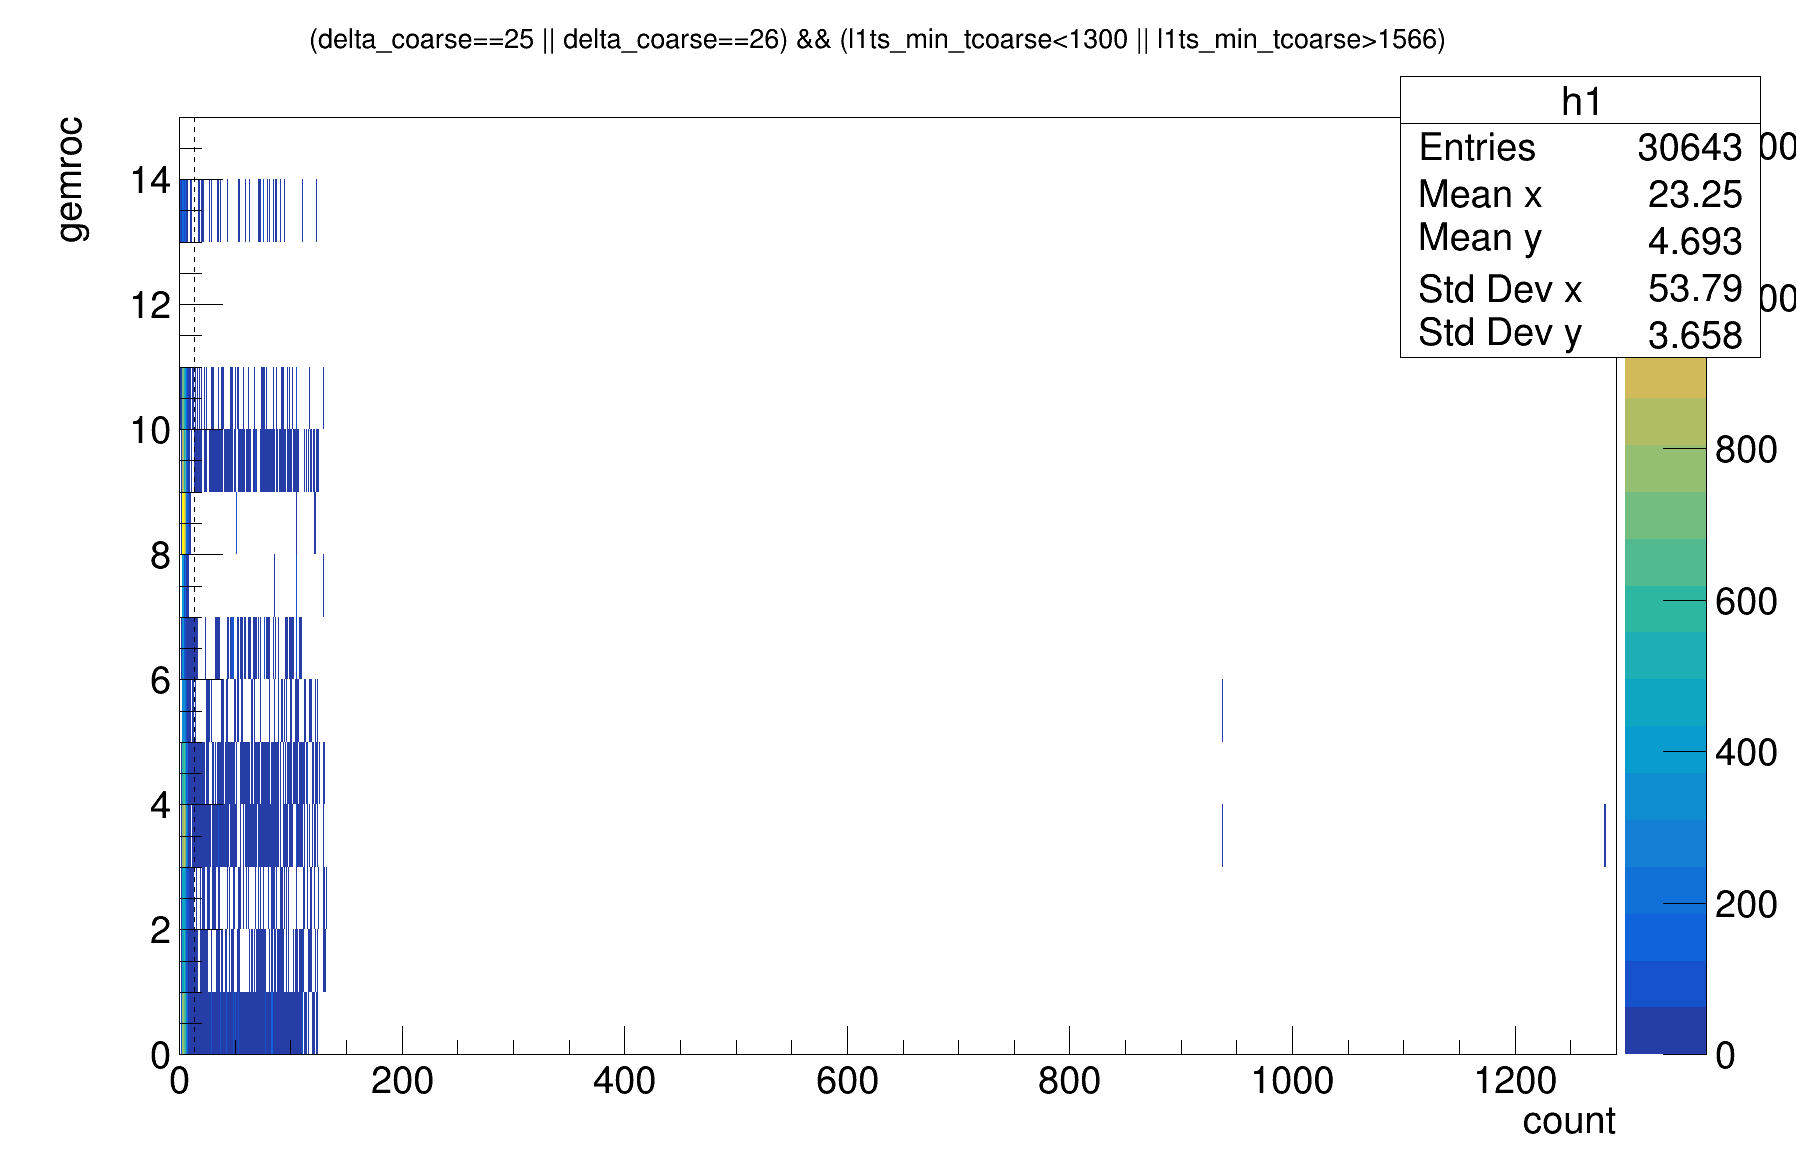 (delta_coarse==25 || delta_coarse==26) && (l1ts_min_tcoarse<1300 || l1ts_min_tcoarse>1566)
h1
Entries 30643
Mean x 23.25
Mean y 4.693
Std Dev x 53.79
Std Dev y 3.658
gemroc
14
12
10
8
6
4
2
0
0 200 400 600 800 1000 1200
count
00
00
800
600
400
200
0